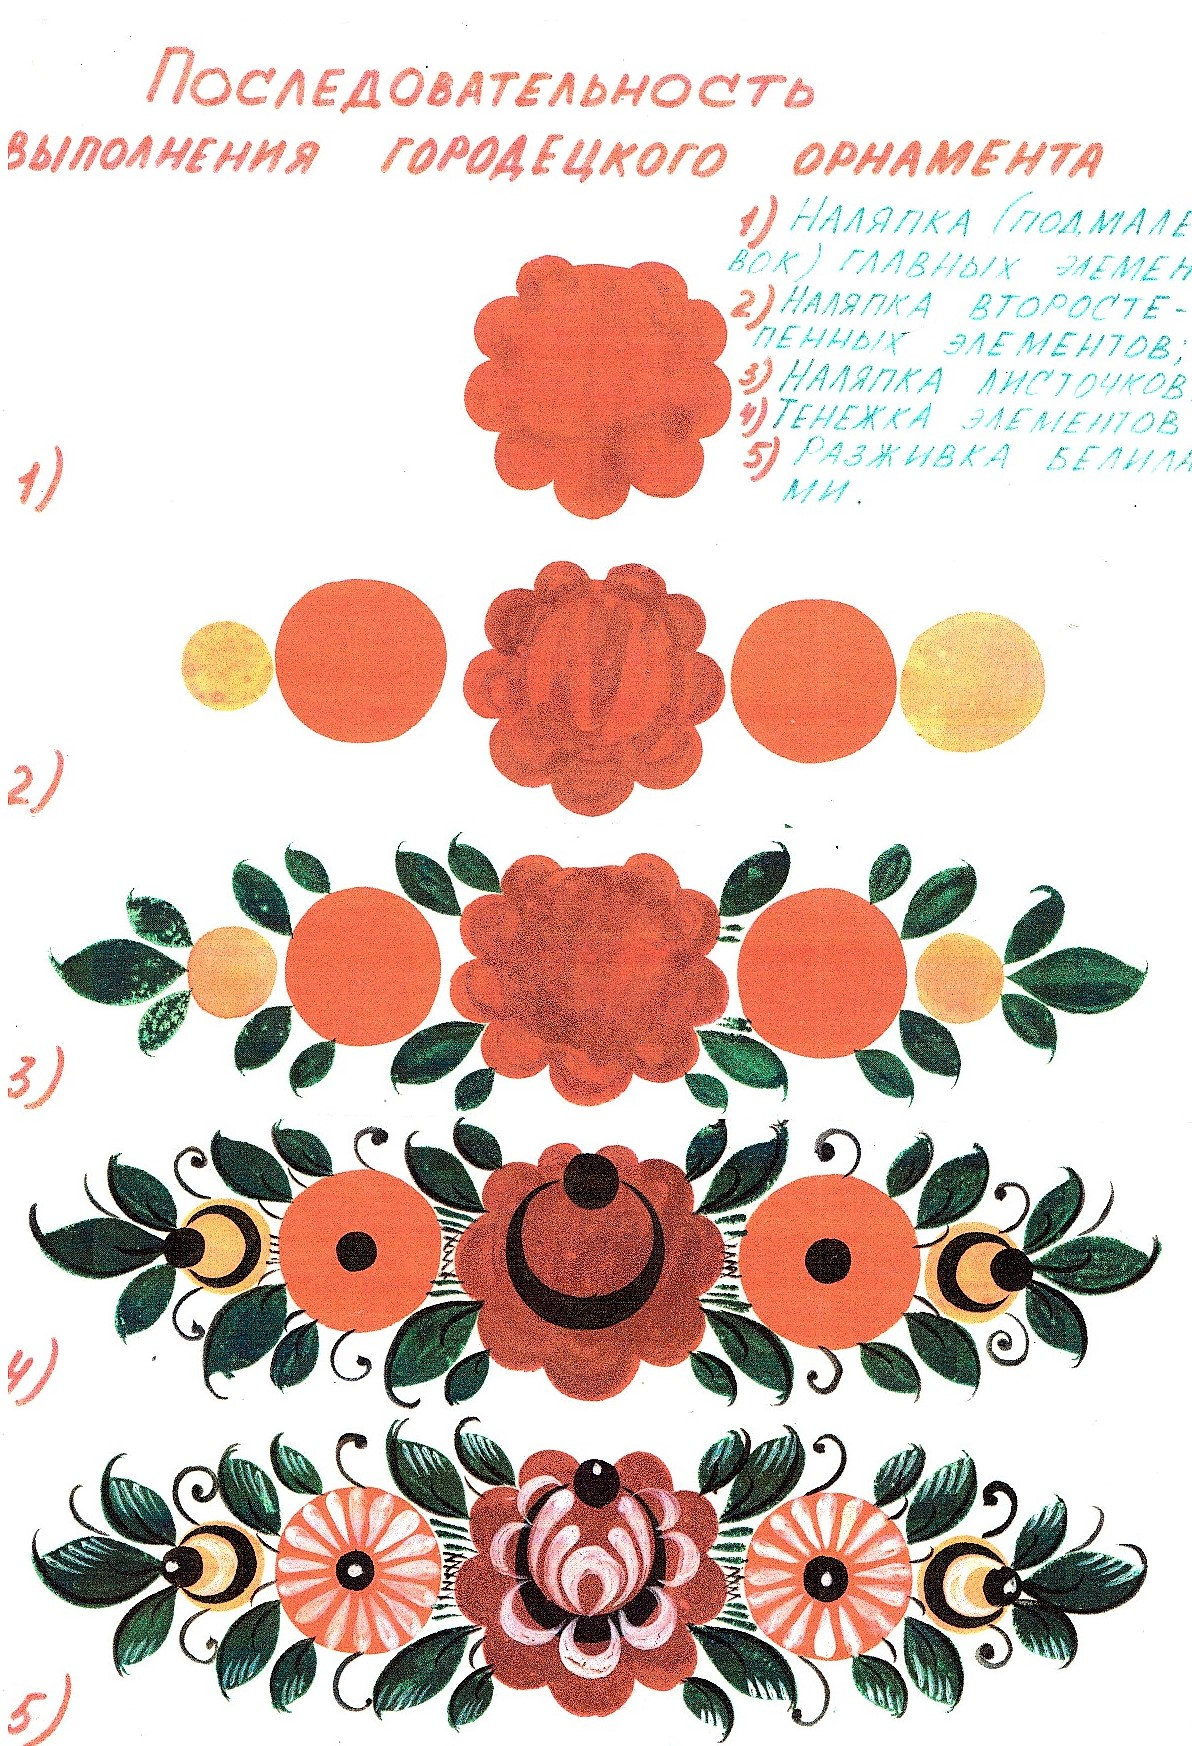 Последовательность
выполнения городецкого орнамента
1) Наляпка (подмале
вок) главных элемен
2) Наляпка второсте-
пенных элементов;
3) Наляпка листочков
4) Тенежка элементов
5) Разживка белила
ми.
1)
2)
3)
4)
5)